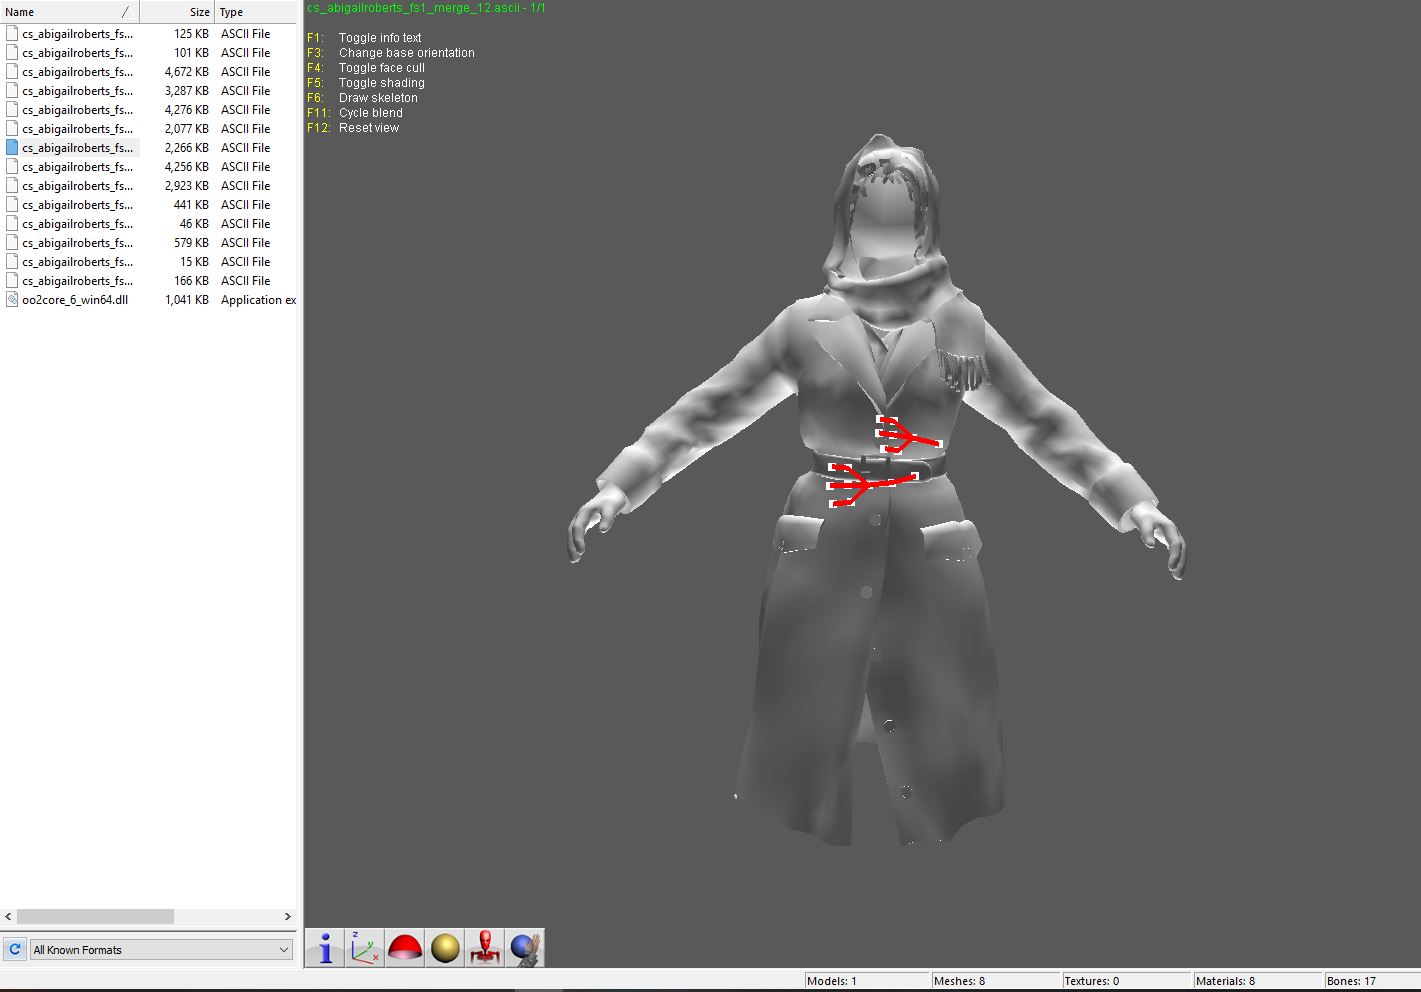 Name Size Type
cs_abigailroberts_fs... 125 KB ASCII File
cs_abigailroberts_fs... 101 KB ASCII File
cs_abigailroberts_fs... 4,672 KB ASCII File
cs_abigailroberts_fs... 3,287 KB ASCII File
cs_abigailroberts_fs... 4,276 KB ASCII File
cs_abigailroberts_fs... 2,077 KB ASCII File
cs_abigailroberts_fs... 2,266 KB ASCII File
cs_abigailroberts_fs... 4,256 KB ASCII File
cs_abigailroberts_fs... 2,923 KB ASCII File
cs_abigailroberts_fs... 441 KB ASCII File
cs_abigailroberts_fs... 46 KB ASCII File
cs_abigailroberts_fs... 579 KB ASCII File
cs_abigailroberts_fs... 15 KB ASCII File
cs_abigailroberts_fs... 166 KB ASCII File
oo2core_6_win64.dll 1,041 KB Application ex
cs_abigailroberts_fs1_merge_12.ascii - 1/1
F1: Toggle info text
F3: Change base orientation
F4: Toggle face cull
F5: Toggle shading
F6: Draw skeleton
F11: Cycle blend
F12: Reset view
All Known Formats
z y x
Models: 1 Meshes: 8 Textures: 0 Materials: 8 Bones: 17